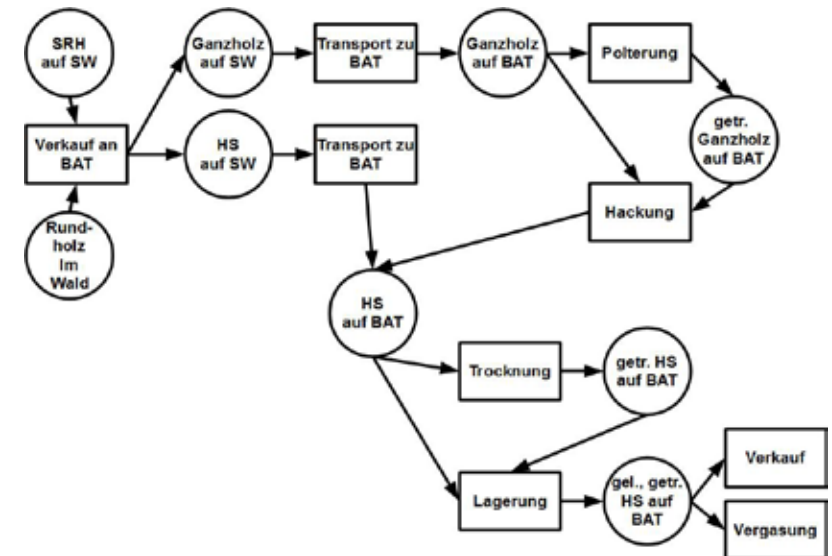 SRH
auf SW
Ganzholz
auf SW
Transport zu
BAT
Ganzholz
auf BAT
Polterung
Verkauf an
BAT
HS
auf SW
Transport zu
BAT
getr.
Ganzholz
auf BAT
Hackung
Rund-
holz
Im
Wald
HS
auf BAT
Trocknung
getr. HS
auf BAT
Verkauf
Lagerung
gel., getr.
HS auf
BAT
Vergasung